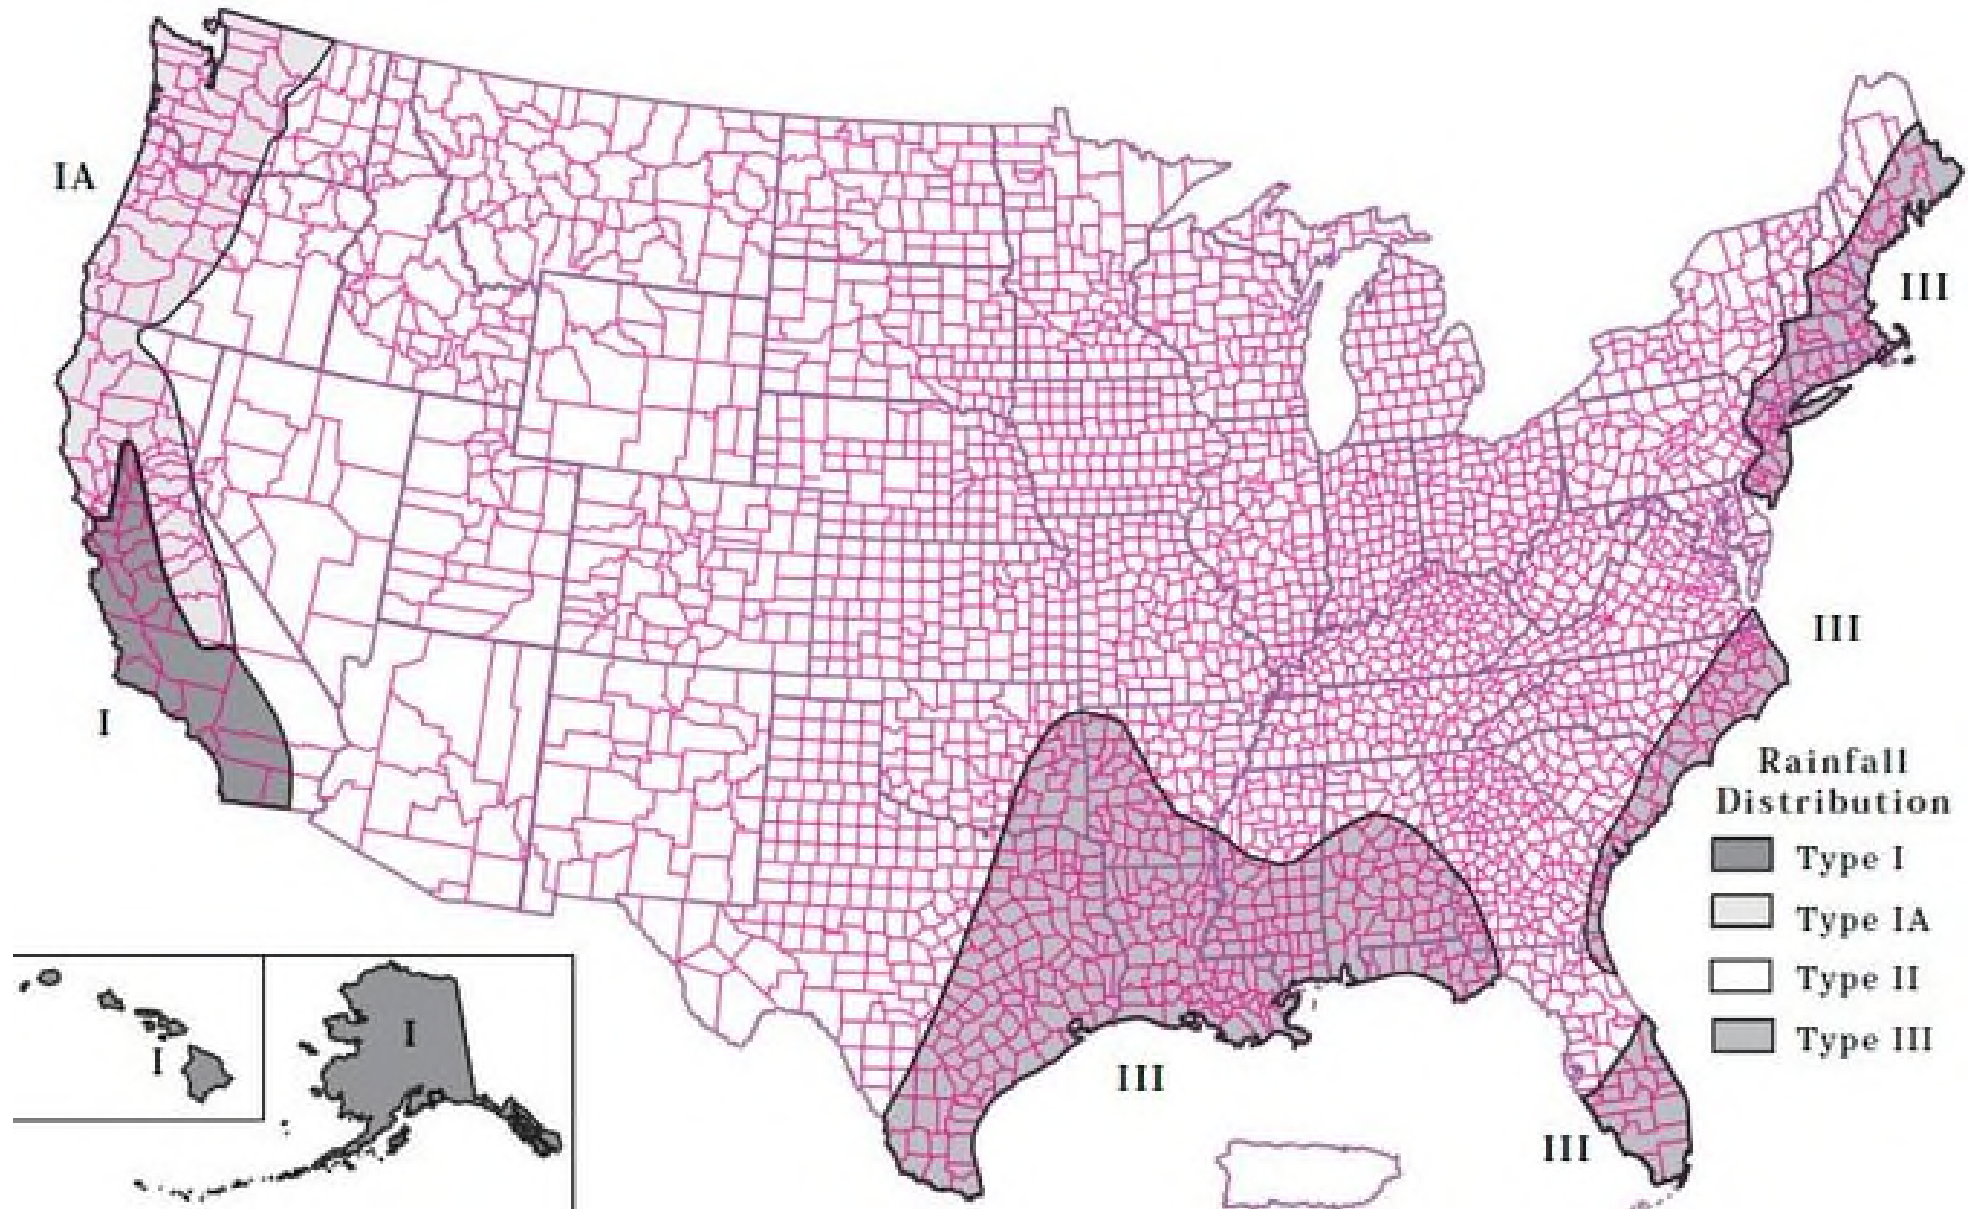 IA
III
III
I
Rainfall
Distribution
Type I
Type IA
Type II
Type III
I
I
III
III